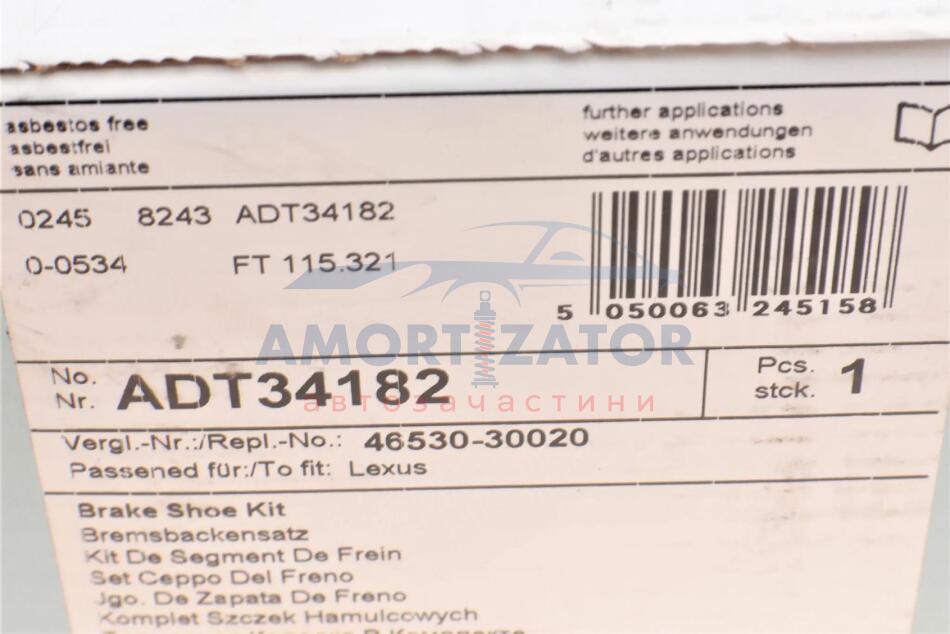 asbestos free
asbestfrei
sans amiante
further applications
weitere anwendungen
d'autres applications
0245 8243 ADT34182
0-0534 FT 115.321
5 050063 245158
AMORTIZATOR
автозачастини
No.
Nr. ADT34182
Pcs.
stck. 1
Vergl.-Nr.:/Repl.-No.: 46530-30020
Passened für:/To fit: Lexus
Brake Shoe Kit
Bremsbackensatz
Kit De Segment De Frein
Set Ceppo Del Freno
Jgo. De Zapata De Freno
Komplet Szczek Hamulcowych